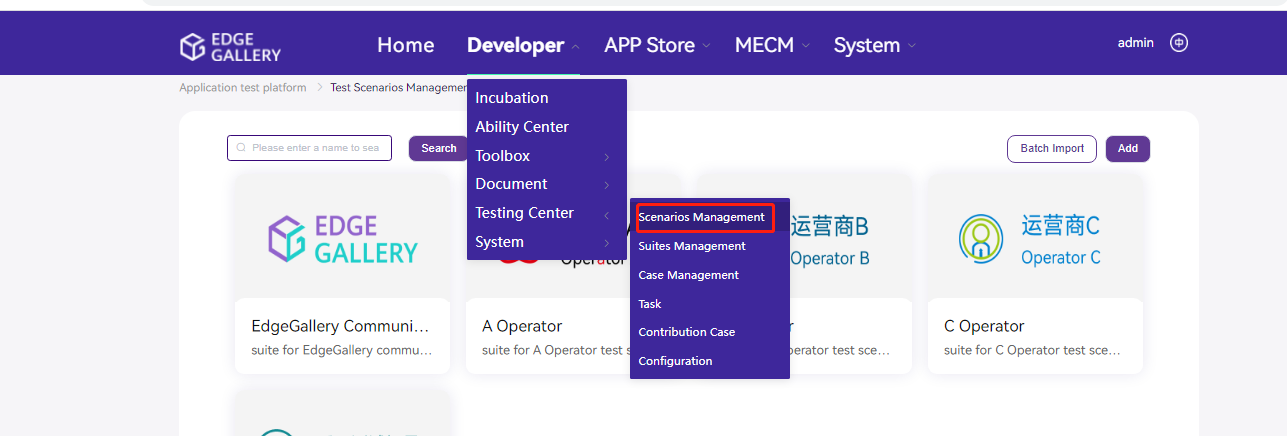 EDGE
GALLERY
Home
Developer
APP Store
MECM
System
admin
中
Application test platform
Test Scenarios Managemen
Incubation
Ability Center
Toolbox
Document
Testing Center
System
Scenarios Management
Suites Management
Case Management
Task
Contribution Case
Configuration
Please enter a name to sea
Search
Batch Import
Add
EDGE
GALLERY
EdgeGallery Communi...
suite for EdgeGallery commu...
A
Operator
A Operator
suite for A Operator test s
运营商B
Operator B
r
perator test sce...
运营商C
Operator C
C Operator
suite for C Operator test sce...